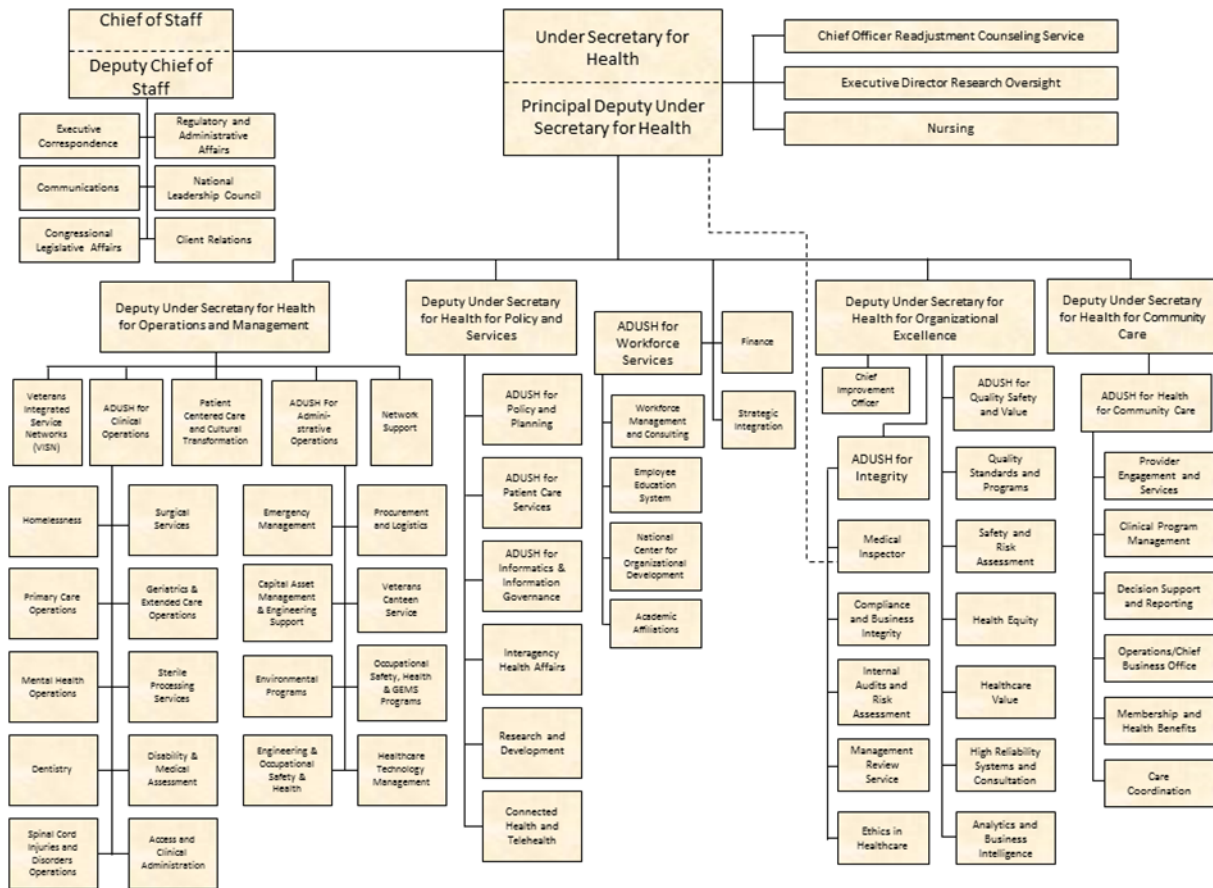 Chief of Staff
Deputy Chief of
Staff
Under Secretary for
Health
Principal Deputy Under
Secretary for Health
Chief Officer Readjustment Counseling Service
Executive Director Research Oversight
Nursing
Executive
Correspondence
Regulatory and
Administrative
Affairs
Communications
National
Leadership Council
Congressional
Legislative Affairs
Client Relations
Deputy Under Secretary for Health
for Operations and Management
Deputy Under Secretary
for Health for Policy and
Services
ADUSH for
Workforce
Services
Finance
Strategic
Integration
Deputy Under Secretary for
Health for Organizational
Excellence
Deputy Under Secretary
for Health for Community
Care
Veterans
Integrated
Service
Networks
(VISN)
ADUSH for
Clinical
Operations
Patient
Centered Care
and Cultural
Transformation
ADUSH For
Admini-
strative
Operations
Network
Support
Homelessness
Surgical
Services
Primary Care
Operations
Geriatrics &
Extended Care
Operations
Mental Health
Operations
Sterile
Processing
Services
Dentistry
Disability &
Medical
Assessment
Spinal Cord
Injuries and
Disorders
Operations
Access and
Clinical
Administration
Emergency
Management
Procurement
and Logistics
Capital Asset
Management
& Engineering
Support
Veterans
Canteen
Service
Environmental
Programs
Occupational
Safety, Health
& GEMS
Programs
Engineering &
Occupational
Safety &
Health
Healthcare
Technology
Management
ADUSH for
Policy and
Planning
ADUSH for
Patient Care
Services
ADUSH for
Informatics &
Information
Governance
Interagency
Health Affairs
Research and
Development
Connected
Health and
Telehealth
Workforce
Management
and Consulting
Employee
Education
System
National
Center for
Organizational
Development
Academic
Affiliations
Chief
Improvement
Officer
ADUSH for
Integrity
Medical
Inspector
Compliance
and Business
Integrity
Internal
Audits and
Risk
Assessment
Management
Review
Service
Ethics in
Healthcare
ADUSH for
Quality Safety
and Value
Quality
Standards and
Programs
Safety and
Risk
Assessment
Health Equity
Healthcare
Value
High Reliability
Systems and
Consultation
Analytics and
Business
Intelligence
ADUSH for Health
for Community Care
Provider
Engagement and
Services
Clinical Program
Management
Decision Support
and Reporting
Operations/Chief
Business Office
Membership and
Health Benefits
Care
Coordination